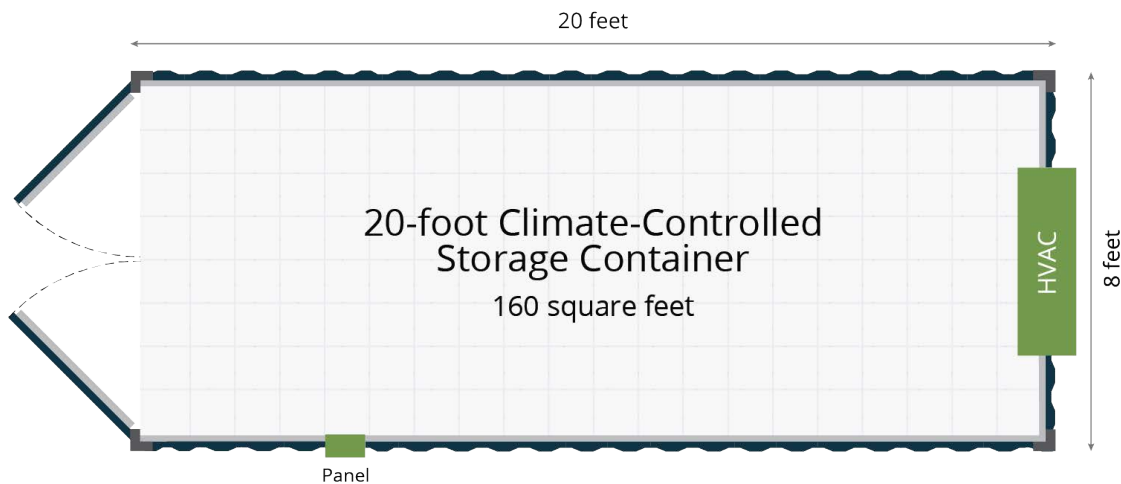 20 feet
20-foot Climate-Controlled
Storage Container
160 square feet
HVAC
8 feet
Panel